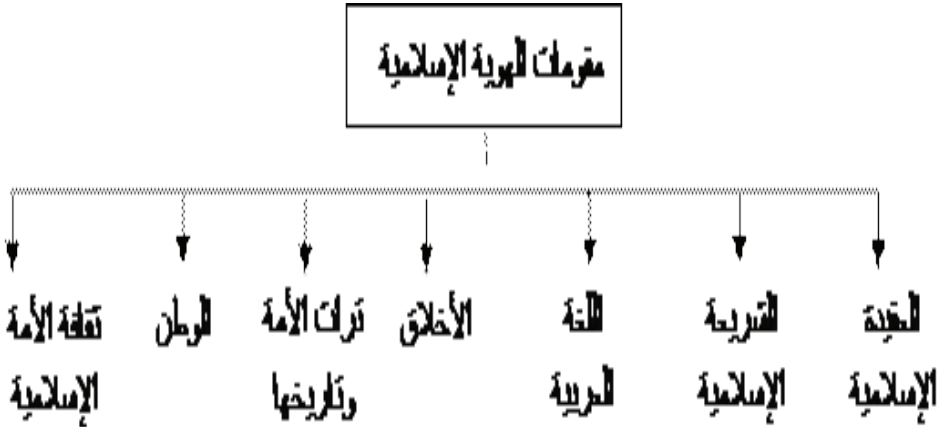 مقومات الهوية الإسلامية
العقيدة
الإسلامية
الشريعة
الإسلامية
اللغة
العربية
الأخلاق
تراث الأمة
وتاريخها
الوطن
ثقافة الأمة
الإسلامية